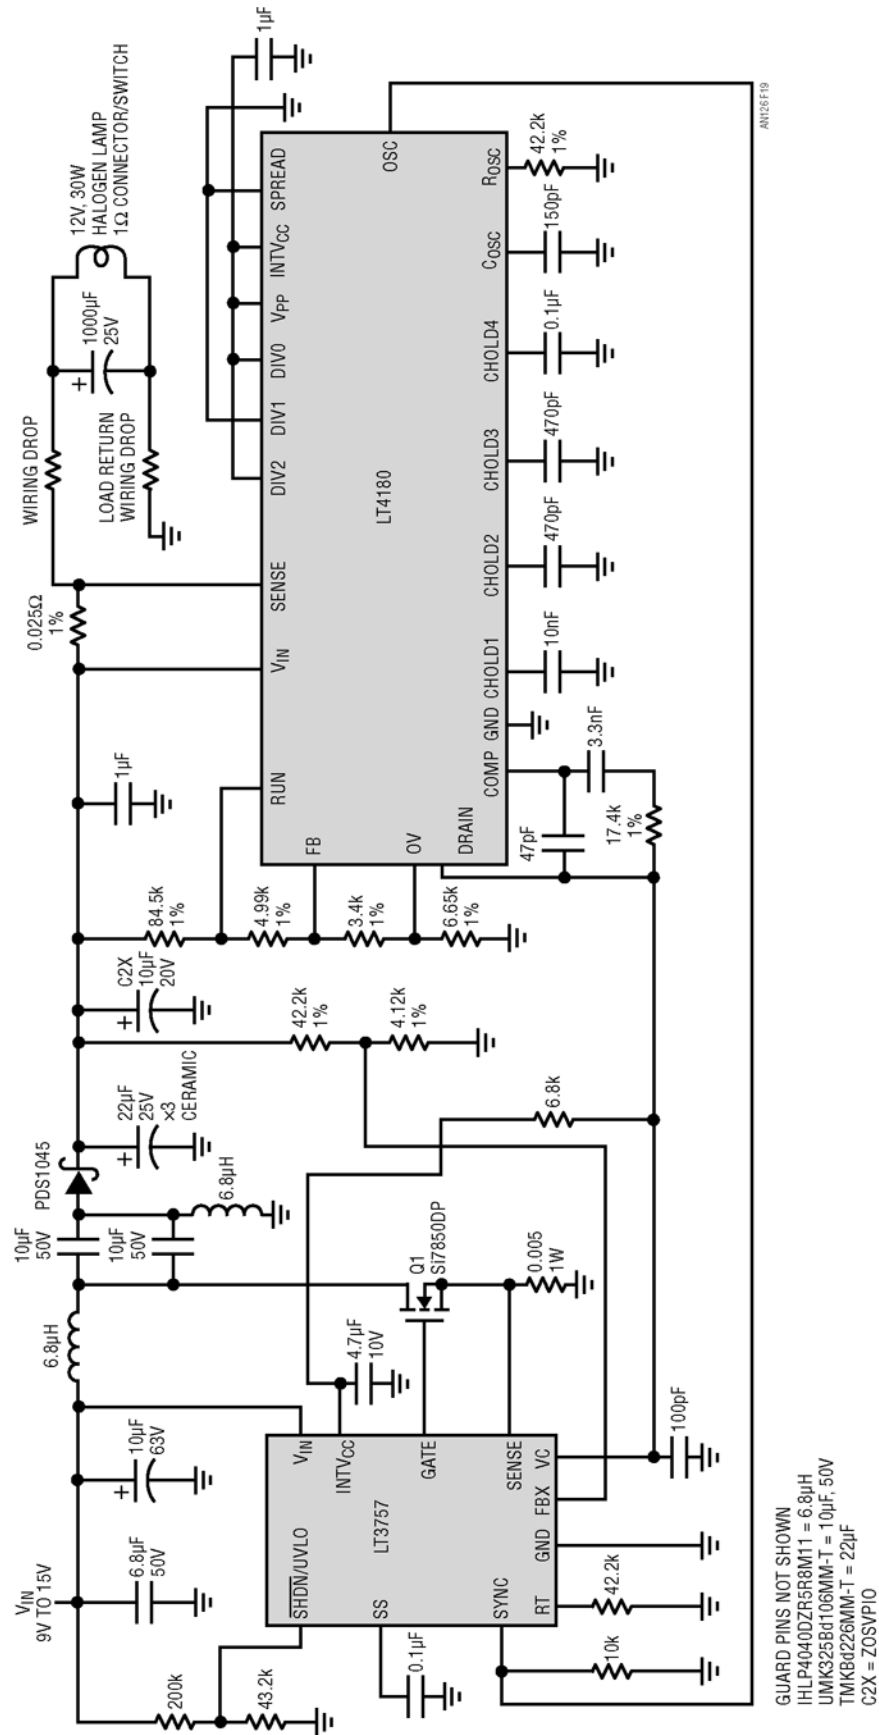 VIN
9V TO 15V
6.8µF
50V
10µF
63V
6.8µH
10µF
50V
10µF
50V
PDS1045
6.8µH
22µF
25V
×3
CERAMIC
C2X
10µF
20V
1µF
0.025Ω
1%
WIRING DROP
LOAD RETURN
WIRING DROP
1000µF
25V
12V, 30W
HALOGEN LAMP
1Ω CONNECTOR/SWITCH
200k
43.2k
SHDN/UVLO
VIN
INTVCC
GATE
SENSE
SS
LT3757
SYNC
RT
GND
FBX
VC
0.1µF
10k
42.2k
100pF
4.7µF
10V
Q1
Si7850DP
0.005
1W
42.2k
1%
4.12k
1%
6.8k
84.5k
1%
4.99k
1%
3.4k
1%
6.65k
1%
RUN
VIN
SENSE
DIV2
DIV1
DIV0
VPP
INTVCC
SPREAD
1µF
FB
OV
DRAIN
LT4180
OSC
COMP
GND
CHOLD1
CHOLD2
CHOLD3
CHOLD4
COSC
ROSC
47pF
3.3nF
17.4k
1%
10nF
470pF
470pF
0.1µF
150pF
42.2k
1%
AN126 F19
GUARD PINS NOT SHOWN
IHLP4040DZR5R8M11 = 6.8µH
UMK325Bd106MM-T = 10µF, 50V
TMKBd226MM-T = 22µF
C2X = ZOSVPIO